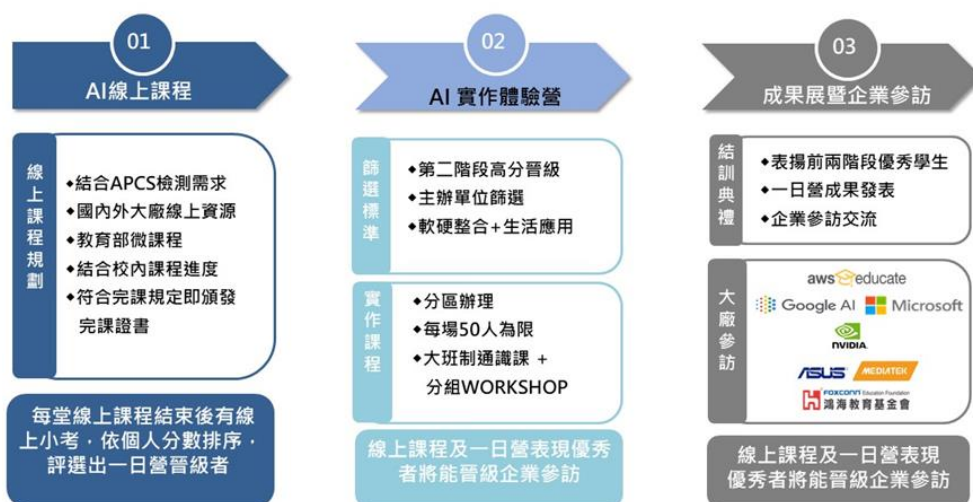 01
AI線上課程
線上課程規劃
◆結合APCS檢測需求
◆國內外大廠線上資源
◆教育部微課程
◆結合校內課程進度
◆符合完課規定即頒發
完課證書
每堂線上課程結束後有線
上小考，依個人分數排序，
評選出一日營晉級者
02
AI 實作體驗營
篩選標準
◆第二階段高分晉級
◆主辦單位篩選
◆軟硬整合+生活應用
實作課程
◆分區辦理
◆每場50人為限
◆大班制通識課 +
分組WORKSHOP
線上課程及一日營表現優秀
者將能晉級企業參訪
03
成果展暨企業參訪
結訓典禮
◆表揚前兩階段優秀學生
◆一日營成果發表
◆企業參訪交流
大廠參訪
aws educate
Google AI Microsoft
NVIDIA
ASUS MEDIATEK
FOXCONN Education Foundation
鴻海教育基金會
線上課程及一日營表現
優秀者將能晉級企業參訪